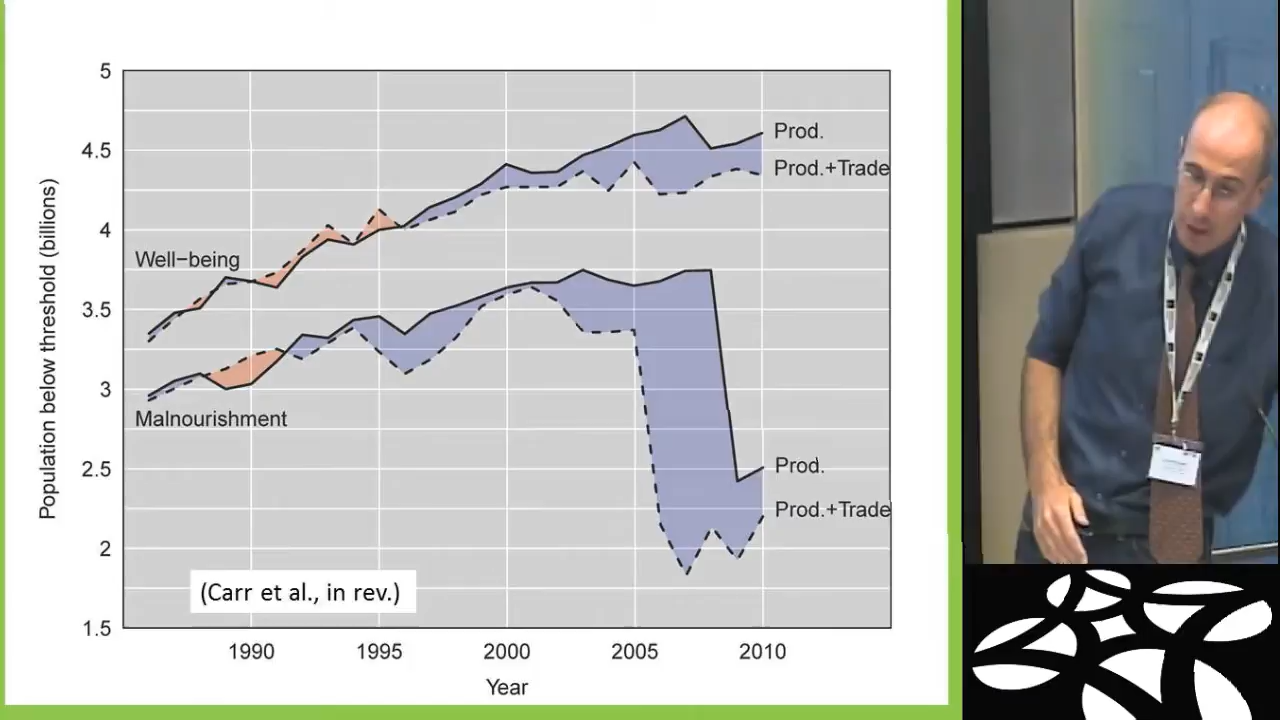 5
4.5
4
3.5
3
2.5
2
1.5
Population below threshold (billions)
Prod.
Prod.+Trade
Well−being
Malnourishment
Prod.
Prod.+Trade
(Carr et al., in rev.)
1990
1995
2000
2005
2010
Year